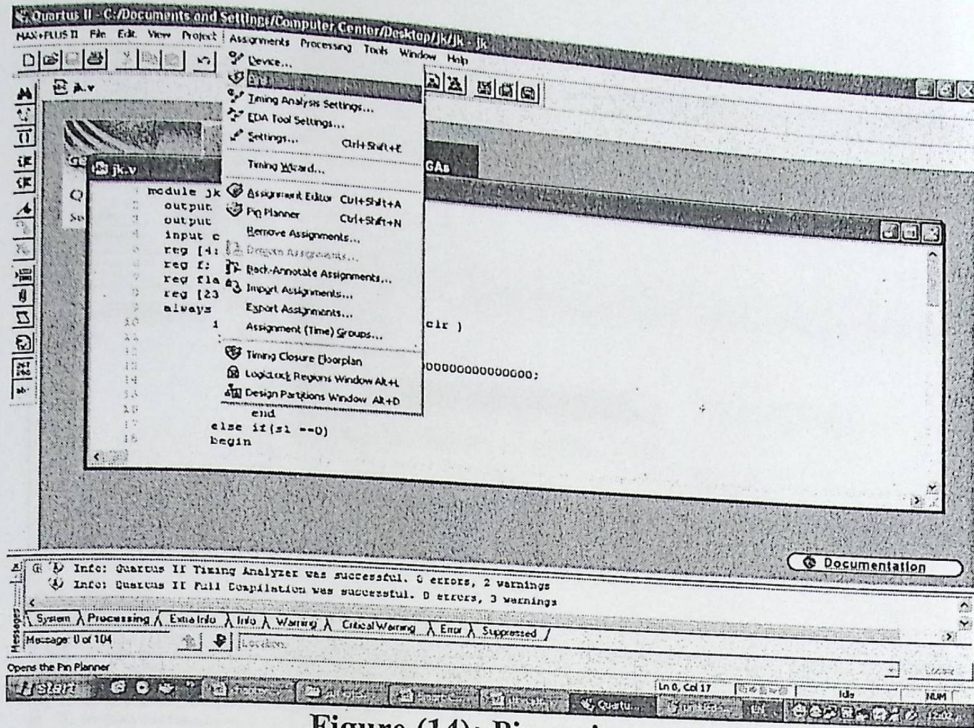 Quartus II - C:/Documents and Settings/Computer Center/Desktop/jk/jk - jk
MAX+PLUS II File Edit View Project Assignments Processing Tools Window Help
Device...
Timing Analysis Settings...
EDA Tool Settings...
Settings... Ctrl+Shift+E
Timing Wizard...
Assignment Editor Ctrl+Shift+A
Pin Planner Ctrl+Shift+N
Remove Assignments...
Demote Assignments...
Back-Annotate Assignments...
Import Assignments...
Export Assignments...
Assignment (Time) Groups...
Timing Closure Floorplan
LogicLock Regions Window Alt+L
Design Partitions Window Alt+D
jk.v
GAs
jk.v
module jk
output
output
input c
reg [4:
reg f;
reg fla
reg [23
always
clr )
00000000000000;
end
else if(s1 ==0)
begin
Documentation
Info: Quartus II Timing Analyzer was successful. 0 errors, 2 warnings
Info: Quartus II Full Compilation was successful. 0 errors, 3 warnings
System Processing Extra Info Info Warning Critical Warning Error Suppressed
Messages
Message: 0 of 104 Location:
Opens the Pin Planner
Ln 0, Col 17 Idle NUM
start Quartu...
Figure (14):